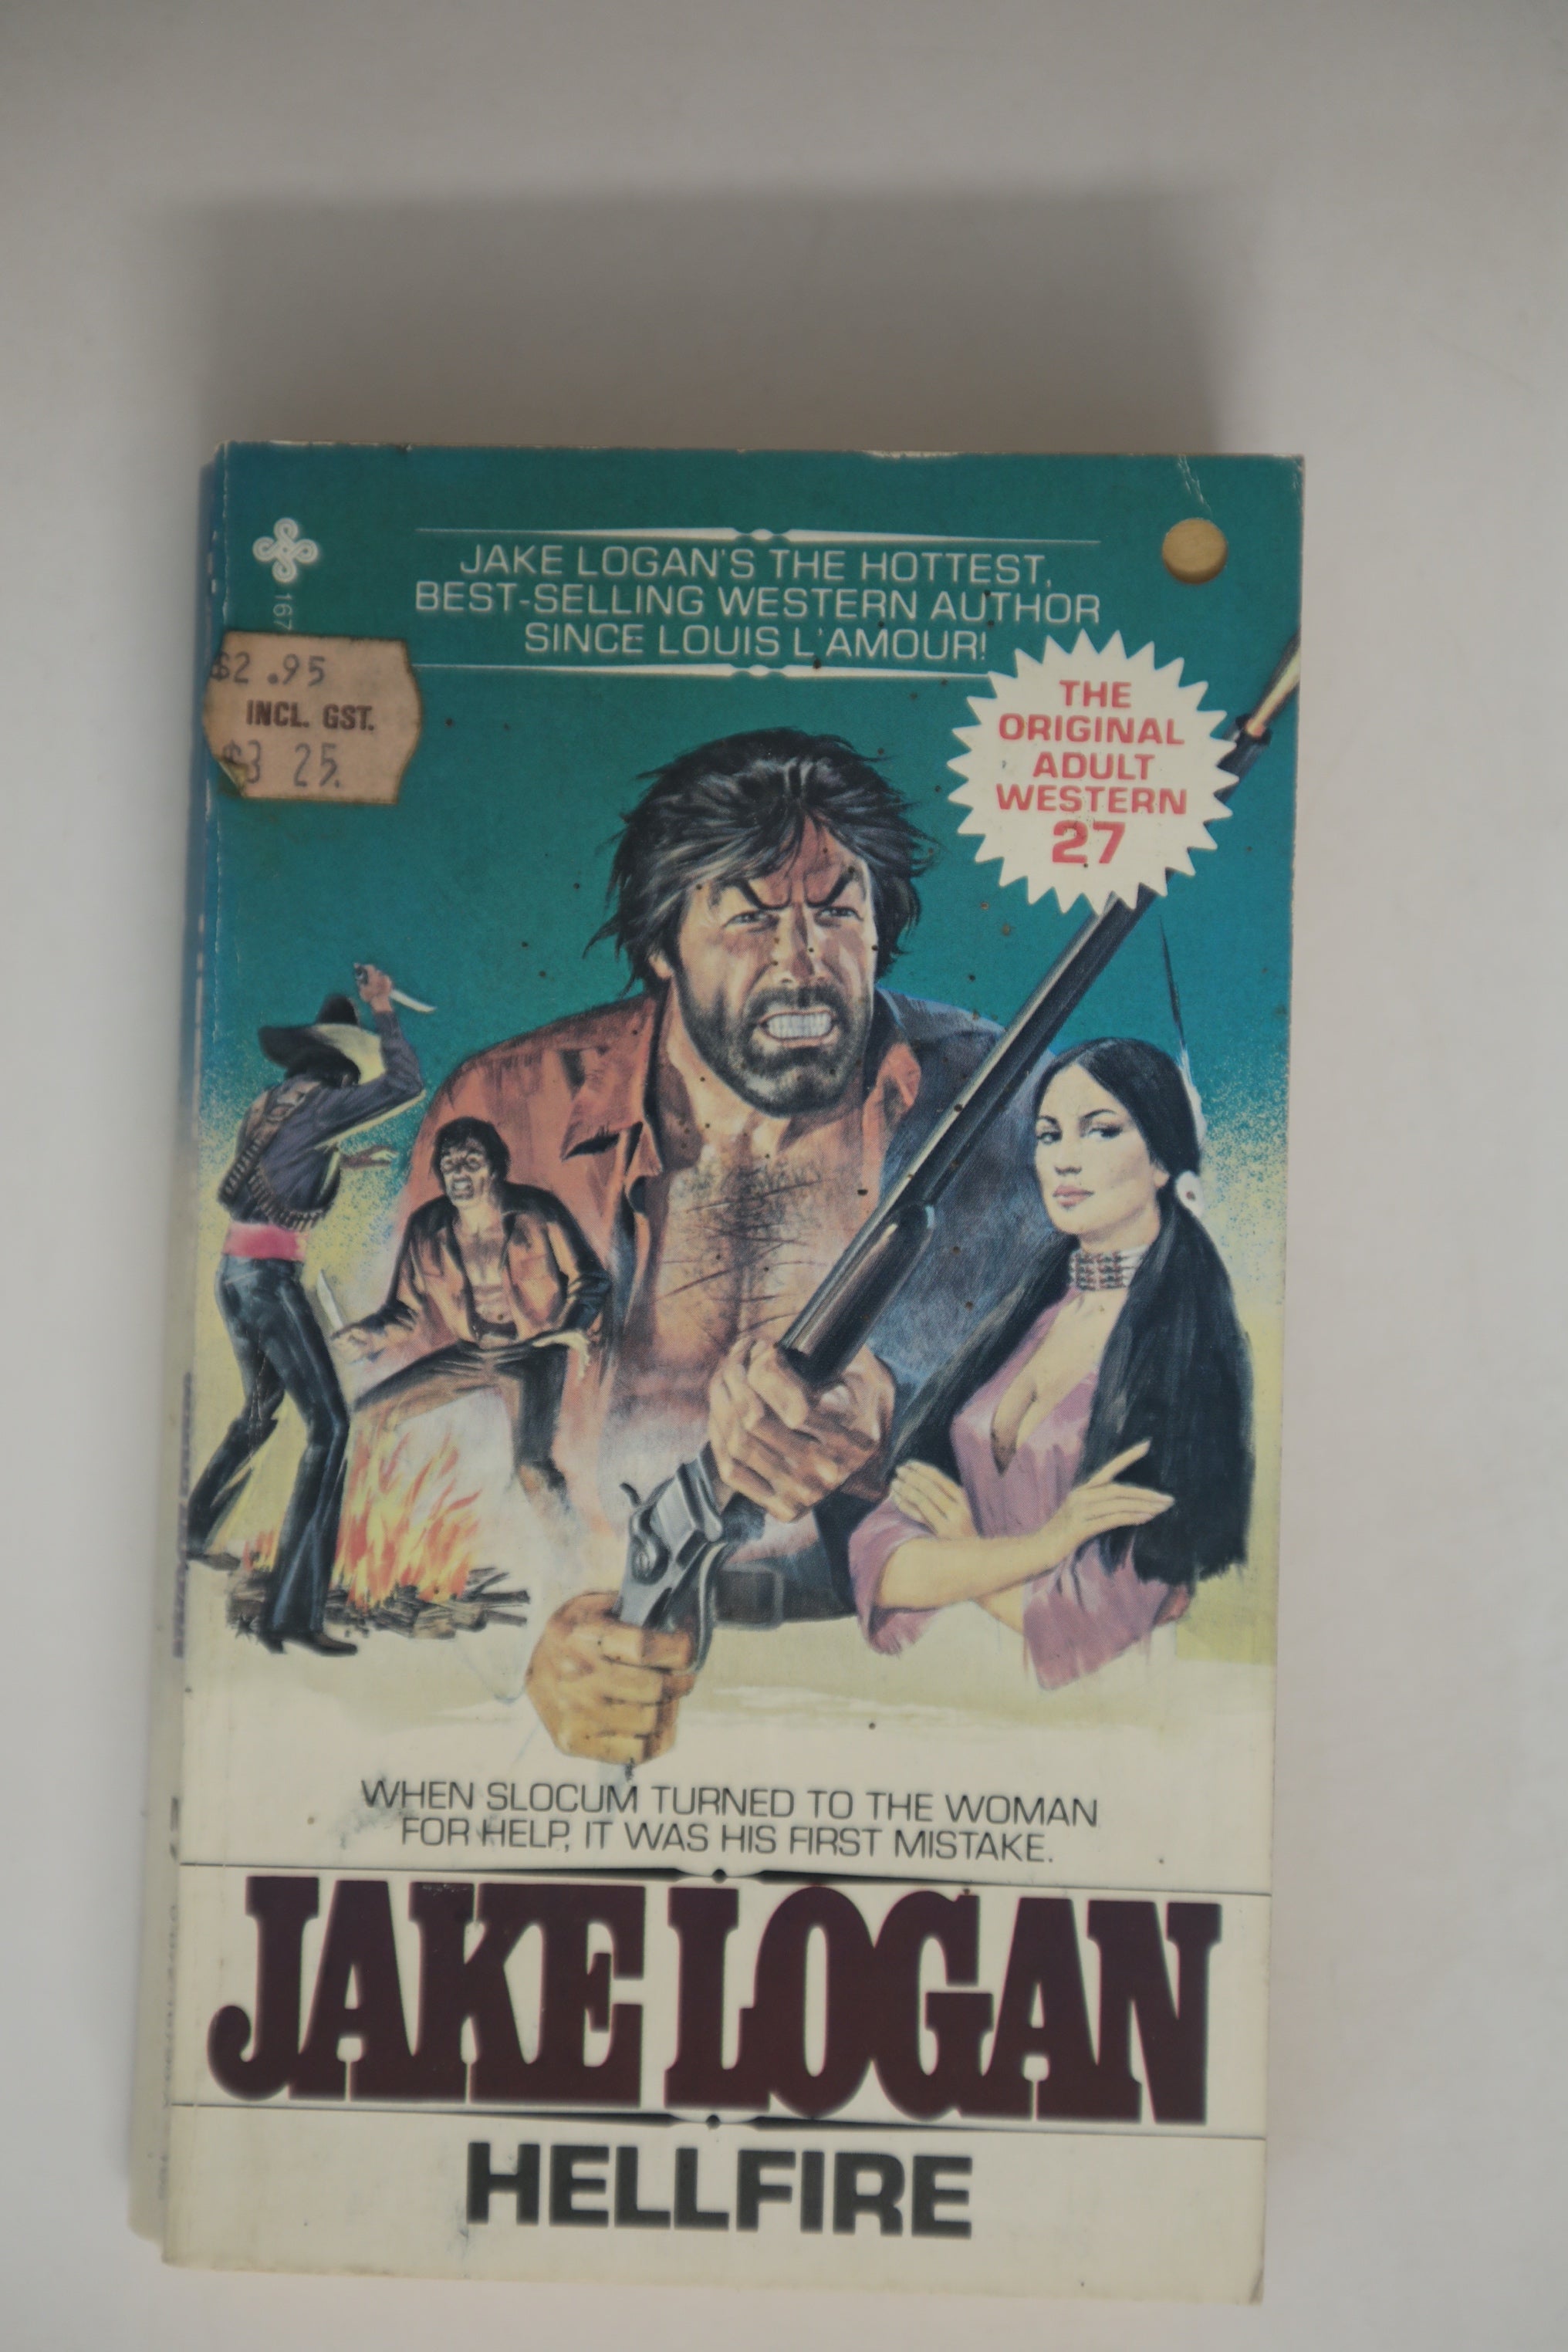 JAKE LOGAN'S THE HOTTEST,
BEST-SELLING WESTERN AUTHOR
SINCE LOUIS L'AMOUR!
167
$2.95
INCL. GST.
$3 25.
THE
ORIGINAL
ADULT
WESTERN
27
WHEN SLOCUM TURNED TO THE WOMAN
FOR HELP, IT WAS HIS FIRST MISTAKE.
JAKE LOGAN
HELLFIRE